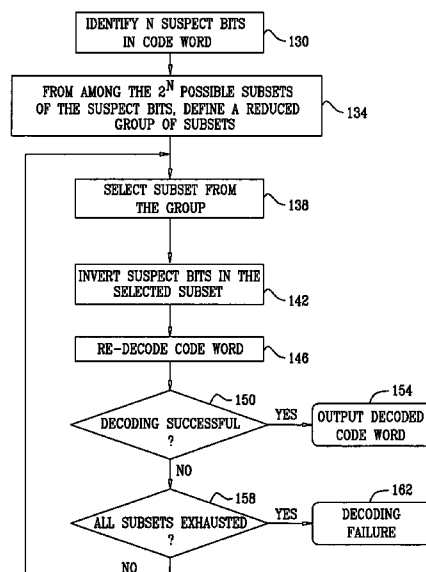 IDENTIFY N SUSPECT BITS
IN CODE WORD
130
FROM AMONG THE 2^N POSSIBLE SUBSETS
OF THE SUSPECT BITS, DEFINE A REDUCED
GROUP OF SUBSETS
134
SELECT SUBSET FROM
THE GROUP
138
INVERT SUSPECT BITS IN THE
SELECTED SUBSET
142
RE-DECODE CODE WORD
146
150
DECODING SUCCESSFUL
?
YES
154
OUTPUT DECODED
CODE WORD
NO
158
ALL SUBSETS EXHAUSTED
?
YES
162
DECODING
FAILURE
NO